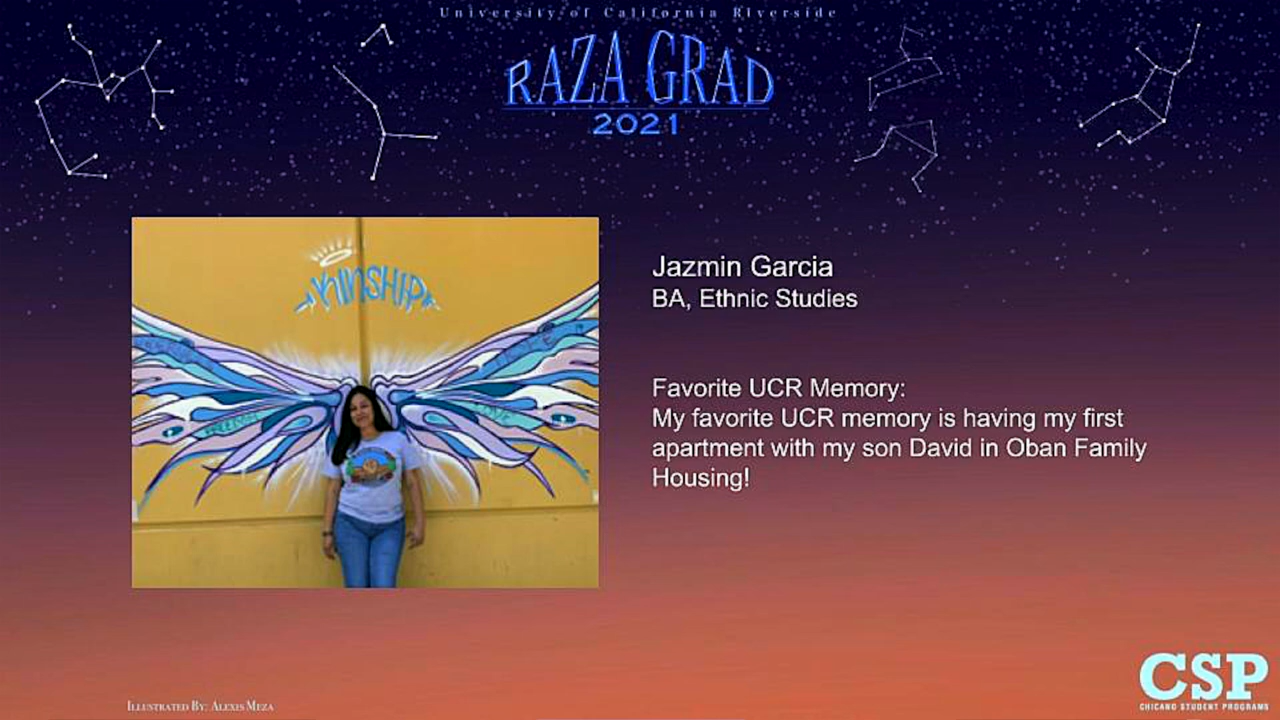 University of California Riverside
RAZA GRAD
2021
KINSHIP
Jazmin Garcia
BA, Ethnic Studies
Favorite UCR Memory:
My favorite UCR memory is having my first
apartment with my son David in Oban Family
Housing!
ILLUSTRATED BY: ALEXIS MEZA
CSP
CHICANO STUDENT PROGRAMS